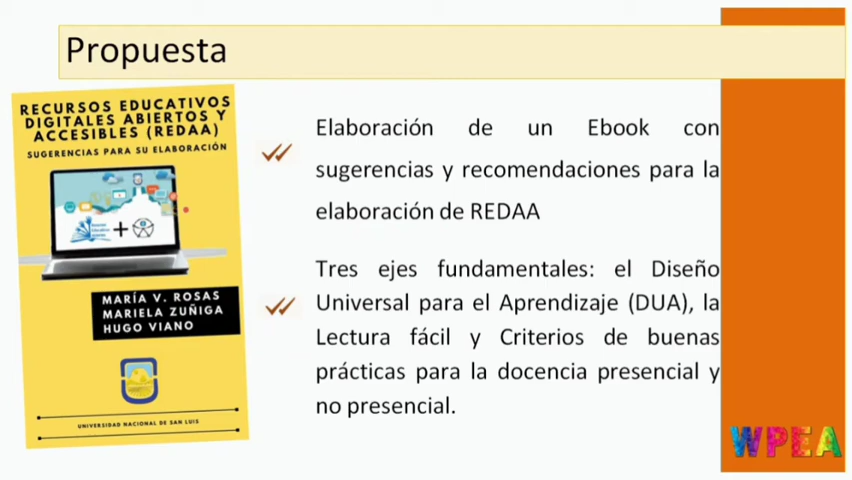 Propuesta
RECURSOS EDUCATIVOS
DIGITALES ABIERTOS Y
ACCESIBLES (REDAA)
SUGERENCIAS PARA SU ELABORACIÓN
+
MARÍA V. ROSAS
MARIELA ZUÑIGA
HUGO VIANO
UNIVERSIDAD NACIONAL DE SAN LUIS
Elaboración de un Ebook con
sugerencias y recomendaciones para la
elaboración de REDAA
Tres ejes fundamentales: el Diseño
Universal para el Aprendizaje (DUA), la
Lectura fácil y Criterios de buenas
prácticas para la docencia presencial y
no presencial.
WPEA